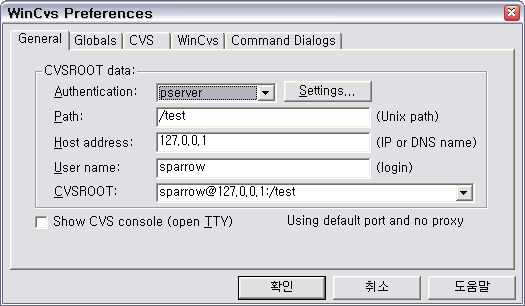 WinCvs Preferences
General Globals CVS WinCvs Command Dialogs
CVSROOT data:
Authentication: pserver Settings...
Path: /test (Unix path)
Host address: 127.0.0.1 (IP or DNS name)
User name: sparrow (login)
CVSROOT: sparrow@127.0.0.1:/test
Show CVS console (open TTY) Using default port and no proxy
확인 취소 도움말